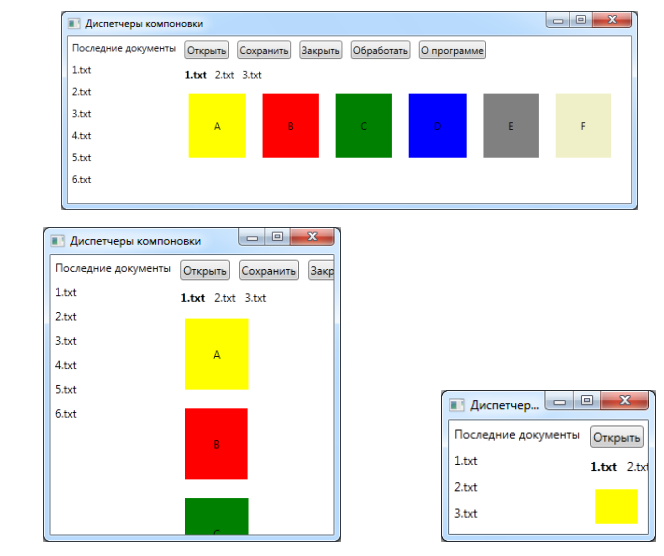 Диспетчеры компоновки
Последние документы Открыть Сохранить Закрыть Обработать О программе
1.txt 1.txt 2.txt 3.txt
2.txt
3.txt A B C D E F
4.txt
5.txt
6.txt
Диспетчеры компоновки
Последние документы Открыть Сохранить Закр
1.txt 1.txt 2.txt 3.txt
2.txt
3.txt
4.txt A
5.txt
6.txt
B
C
Диспетчер...
Последние документы Открыть
1.txt 1.txt 2.txt
2.txt
3.txt